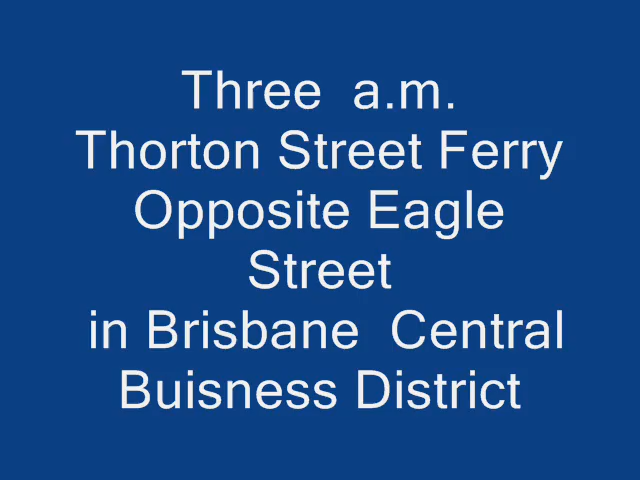 Three  a.m.
Thorton Street Ferry
Opposite Eagle
Street
in Brisbane  Central
Buisness District